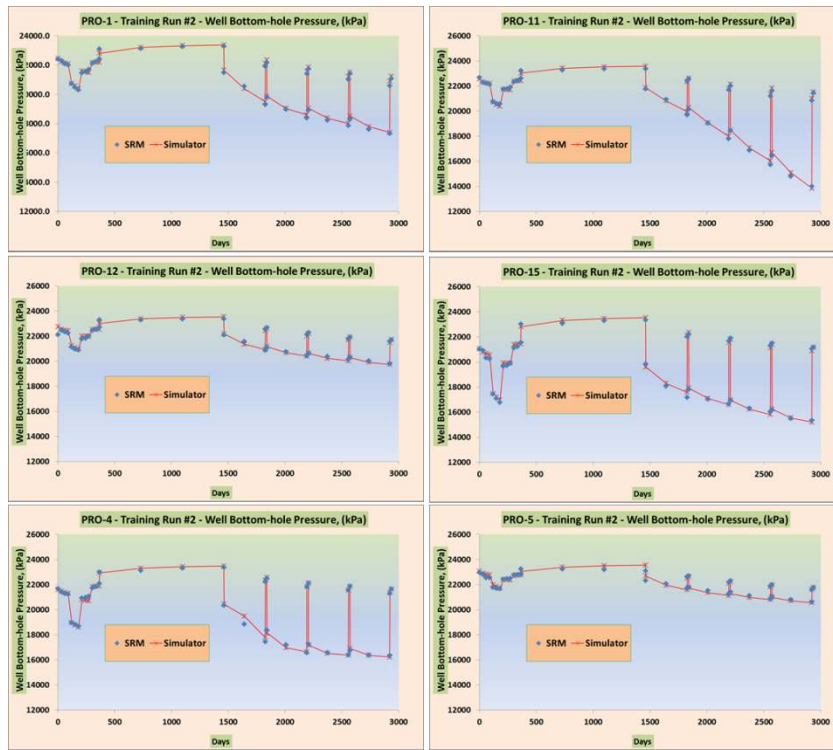 PRO-1 - Training Run #2 - Well Bottom-hole Pressure, (kPa)
Well Bottom-hole Pressure, (kPa)
24000.0
12000.0
SRM Simulator
0 500 1000 1500 2000 2500 3000
Days
PRO-11 - Training Run #2 - Well Bottom-hole Pressure, (kPa)
Well Bottom-hole Pressure, (kPa)
26000
24000
22000
20000
18000
16000
14000
12000
SRM Simulator
0 500 1000 1500 2000 2500 3000
Days
PRO-12 - Training Run #2 - Well Bottom-hole Pressure, (kPa)
Well Bottom-hole Pressure, (kPa)
26000
24000
22000
20000
18000
16000
14000
12000
SRM Simulator
0 500 1000 1500 2000 2500 3000
Days
PRO-15 - Training Run #2 - Well Bottom-hole Pressure, (kPa)
Well Bottom-hole Pressure, (kPa)
26000
24000
22000
20000
18000
16000
14000
12000
SRM Simulator
0 500 1000 1500 2000 2500 3000
Days
PRO-4 - Training Run #2 - Well Bottom-hole Pressure, (kPa)
Well Bottom-hole Pressure, (kPa)
26000
24000
22000
20000
18000
16000
14000
12000
SRM Simulator
0 500 1000 1500 2000 2500 3000
Days
PRO-5 - Training Run #2 - Well Bottom-hole Pressure, (kPa)
Well Bottom-hole Pressure, (kPa)
26000
24000
22000
20000
18000
16000
14000
12000
SRM Simulator
0 500 1000 1500 2000 2500 3000
Days